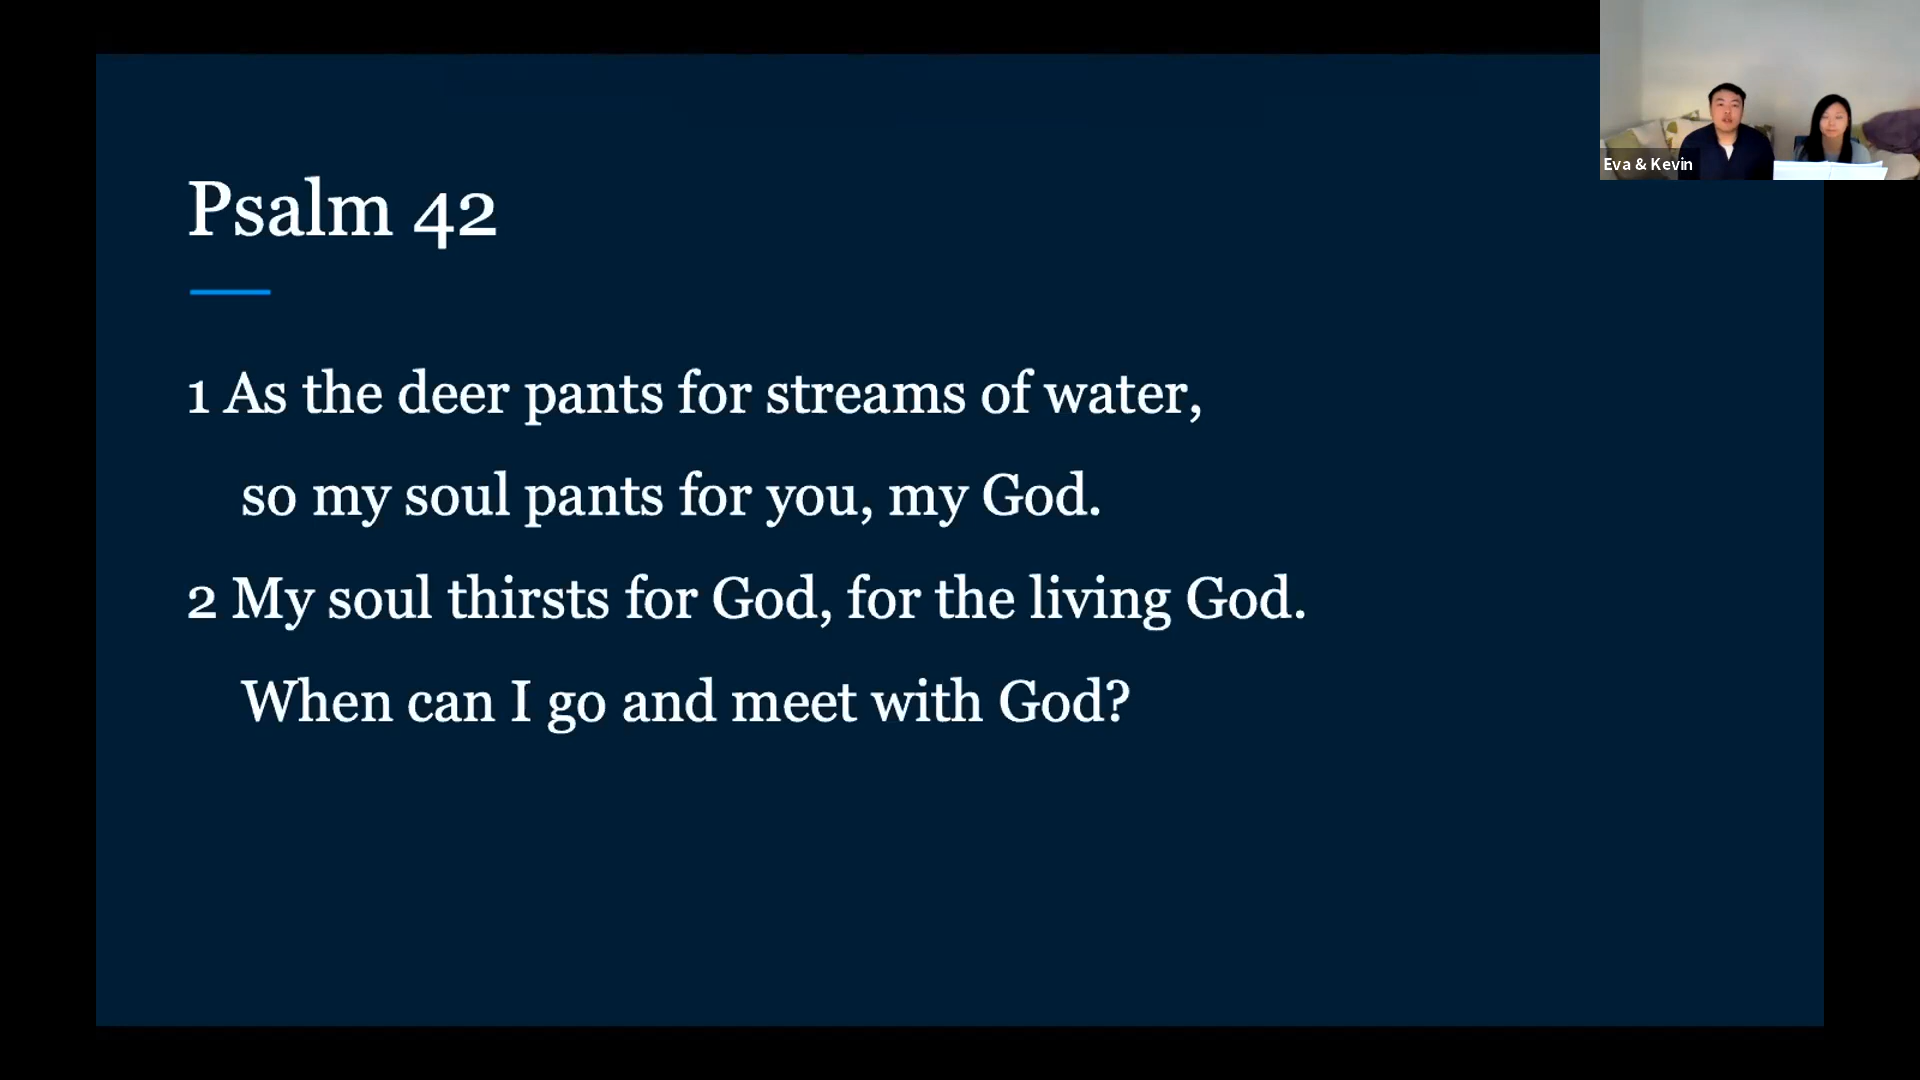 Psalm 42
1 As the deer pants for streams of water,
so my soul pants for you, my God.
2 My soul thirsts for God, for the living God.
When can I go and meet with God?
Eva & Kevin